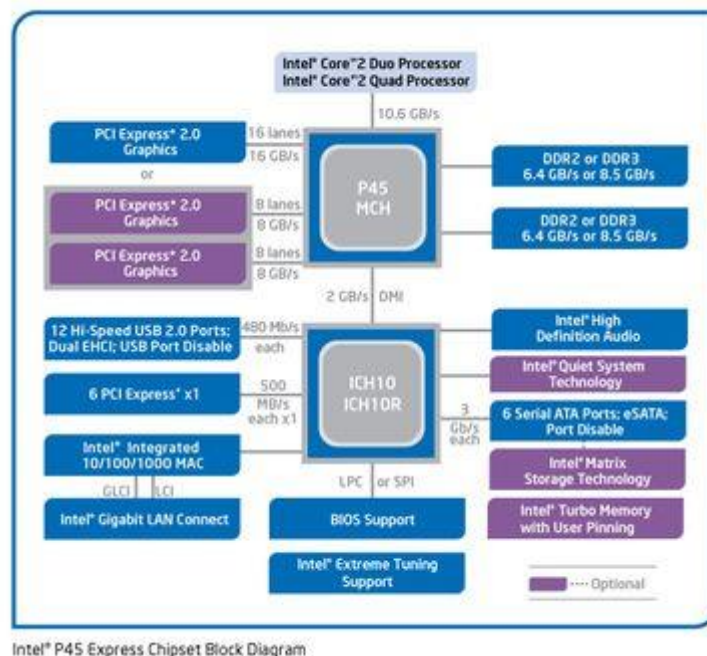 Intel® Core™2 Duo Processor
Intel® Core™2 Quad Processor
10.6 GB/s
PCI Express* 2.0
Graphics
16 lanes
16 GB/s
or
PCI Express* 2.0
Graphics
8 lanes
8 GB/s
PCI Express* 2.0
Graphics
8 lanes
8 GB/s
P45
MCH
DDR2 or DDR3
6.4 GB/s or 8.5 GB/s
DDR2 or DDR3
6.4 GB/s or 8.5 GB/s
2 GB/s DMI
12 Hi-Speed USB 2.0 Ports;
Dual EHCI; USB Port Disable
480 Mb/s
each
6 PCI Express* x1
500
MB/s
each x1
Intel® Integrated
10/100/1000 MAC
GLCI LCI
Intel® Gigabit LAN Connect
ICH10
ICH10R
Intel® High
Definition Audio
Intel® Quiet System
Technology
3
Gb/s
each
6 Serial ATA Ports; eSATA;
Port Disable
Intel® Matrix
Storage Technology
Intel® Turbo Memory
with User Pinning
LPC or SPI
BIOS Support
Intel® Extreme Tuning
Support
Optional
Intel® P45 Express Chipset Block Diagram